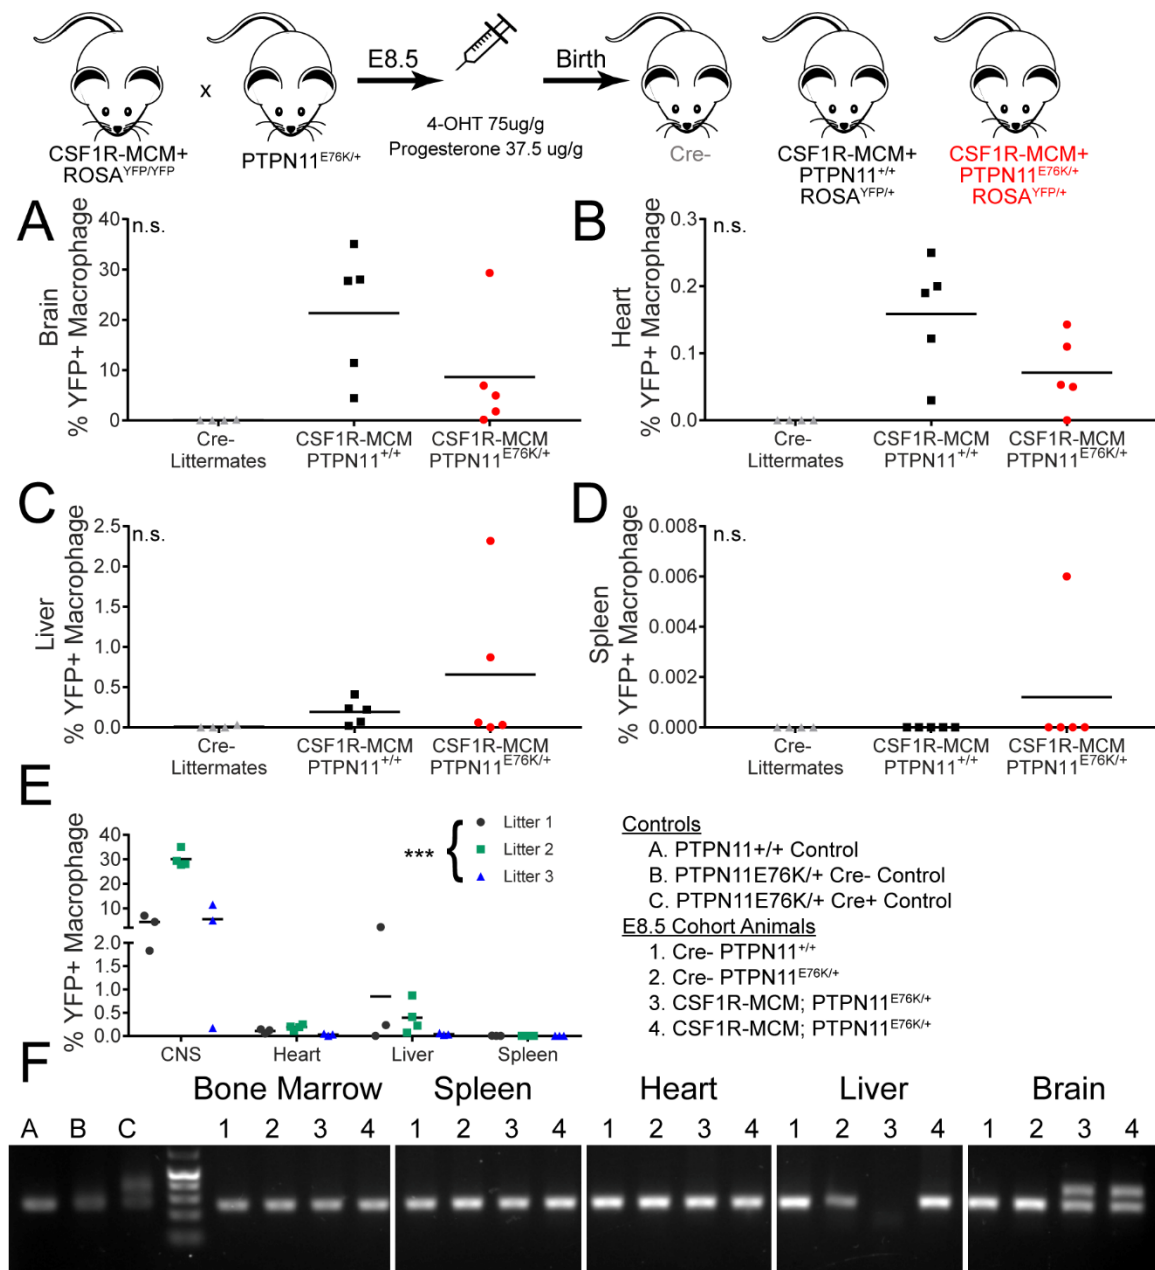 E8.5
Birth
x
4-OHT 75ug/g
Progesterone 37.5 ug/g
CSF1R-MCM+
ROSA^YFP/YFP
PTPN11^E76K/+
Cre-
CSF1R-MCM+
PTPN11^+/+
ROSA^YFP/+
CSF1R-MCM+
PTPN11^E76K/+
ROSA^YFP/+
A
Brain
% YFP+ Macrophage
n.s.
40
30
20
10
0
Cre-
Littermates
CSF1R-MCM
PTPN11^+/+
CSF1R-MCM
PTPN11^E76K/+
B
Heart
% YFP+ Macrophage
n.s.
0.3
0.2
0.1
0.0
Cre-
Littermates
CSF1R-MCM
PTPN11^+/+
CSF1R-MCM
PTPN11^E76K/+
C
Liver
% YFP+ Macrophage
n.s.
2.5
2.0
1.5
1.0
0.5
0.0
Cre-
Littermates
CSF1R-MCM
PTPN11^+/+
CSF1R-MCM
PTPN11^E76K/+
D
Spleen
% YFP+ Macrophage
n.s.
0.008
0.006
0.004
0.002
0.000
Cre-
Littermates
CSF1R-MCM
PTPN11^+/+
CSF1R-MCM
PTPN11^E76K/+
E
% YFP+ Macrophage
40
30
20
10
2.0
1.5
1.0
0.5
0.0
CNS
Heart
Liver
Spleen
***
Litter 1
Litter 2
Litter 3
Controls
A. PTPN11+/+ Control
B. PTPN11E76K/+ Cre- Control
C. PTPN11E76K/+ Cre+ Control
E8.5 Cohort Animals
1. Cre- PTPN11^+/+
2. Cre- PTPN11^E76K/+
3. CSF1R-MCM; PTPN11^E76K/+
4. CSF1R-MCM; PTPN11^E76K/+
F
Bone Marrow
Spleen
Heart
Liver
Brain
A B C 1 2 3 4 1 2 3 4 1 2 3 4 1 2 3 4 1 2 3 4